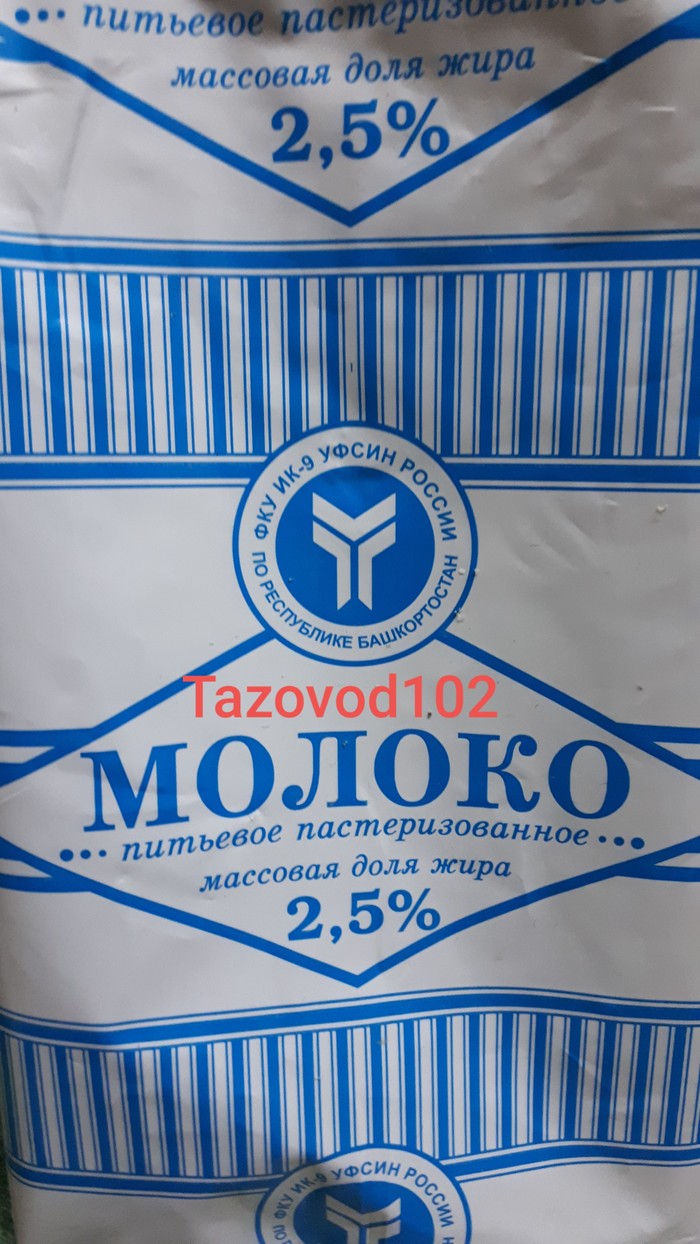 ••• питьевое пастеризованное
массовая доля жира
2,5%
ФКУ ИК-9 УФСИН РОССИИ
ПО РЕСПУБЛИКЕ БАШКОРТОСТАН
Tazovod102
МОЛОКО
••• питьевое пастеризованное •••
массовая доля жира
2,5%
ФКУ ИК-9 УФСИН РОССИИ